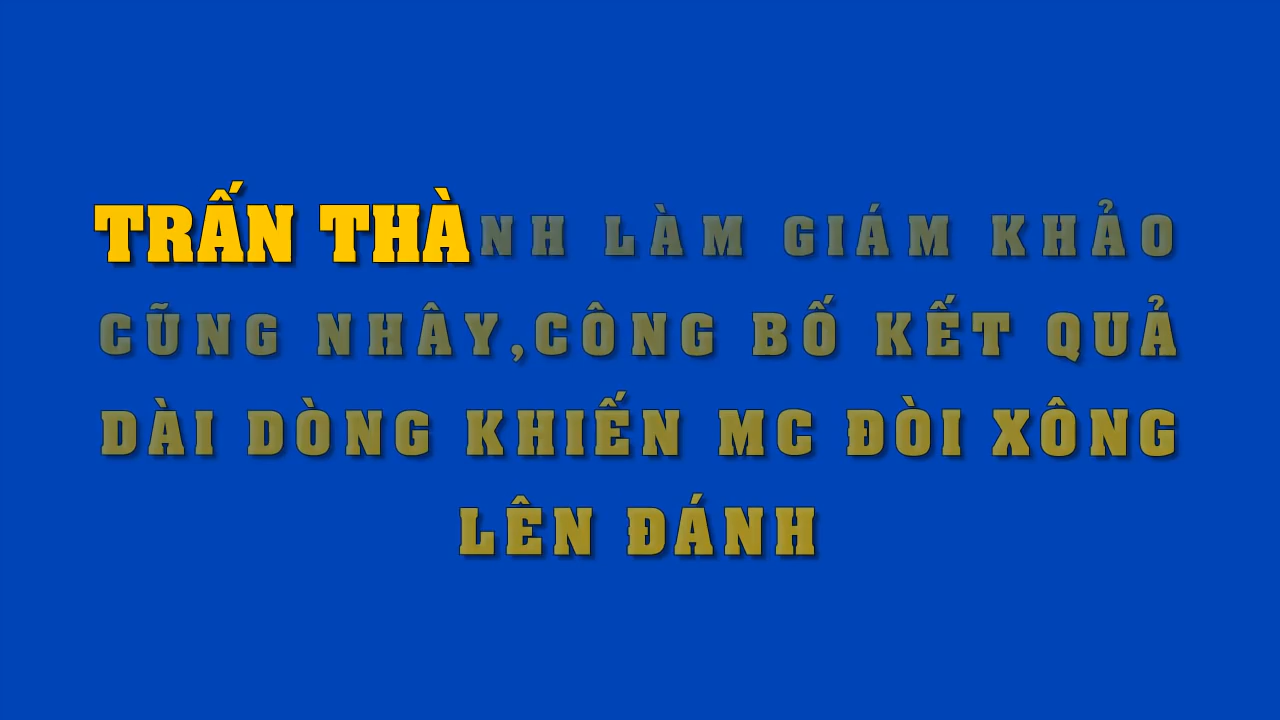 TRẤN THÀNH LÀM GIÁM KHẢO
CŨNG NHÂY,CÔNG BỐ KẾT QUẢ
DÀI DÒNG KHIẾN MC ĐÒI XÔNG
LÊN ĐÁNH